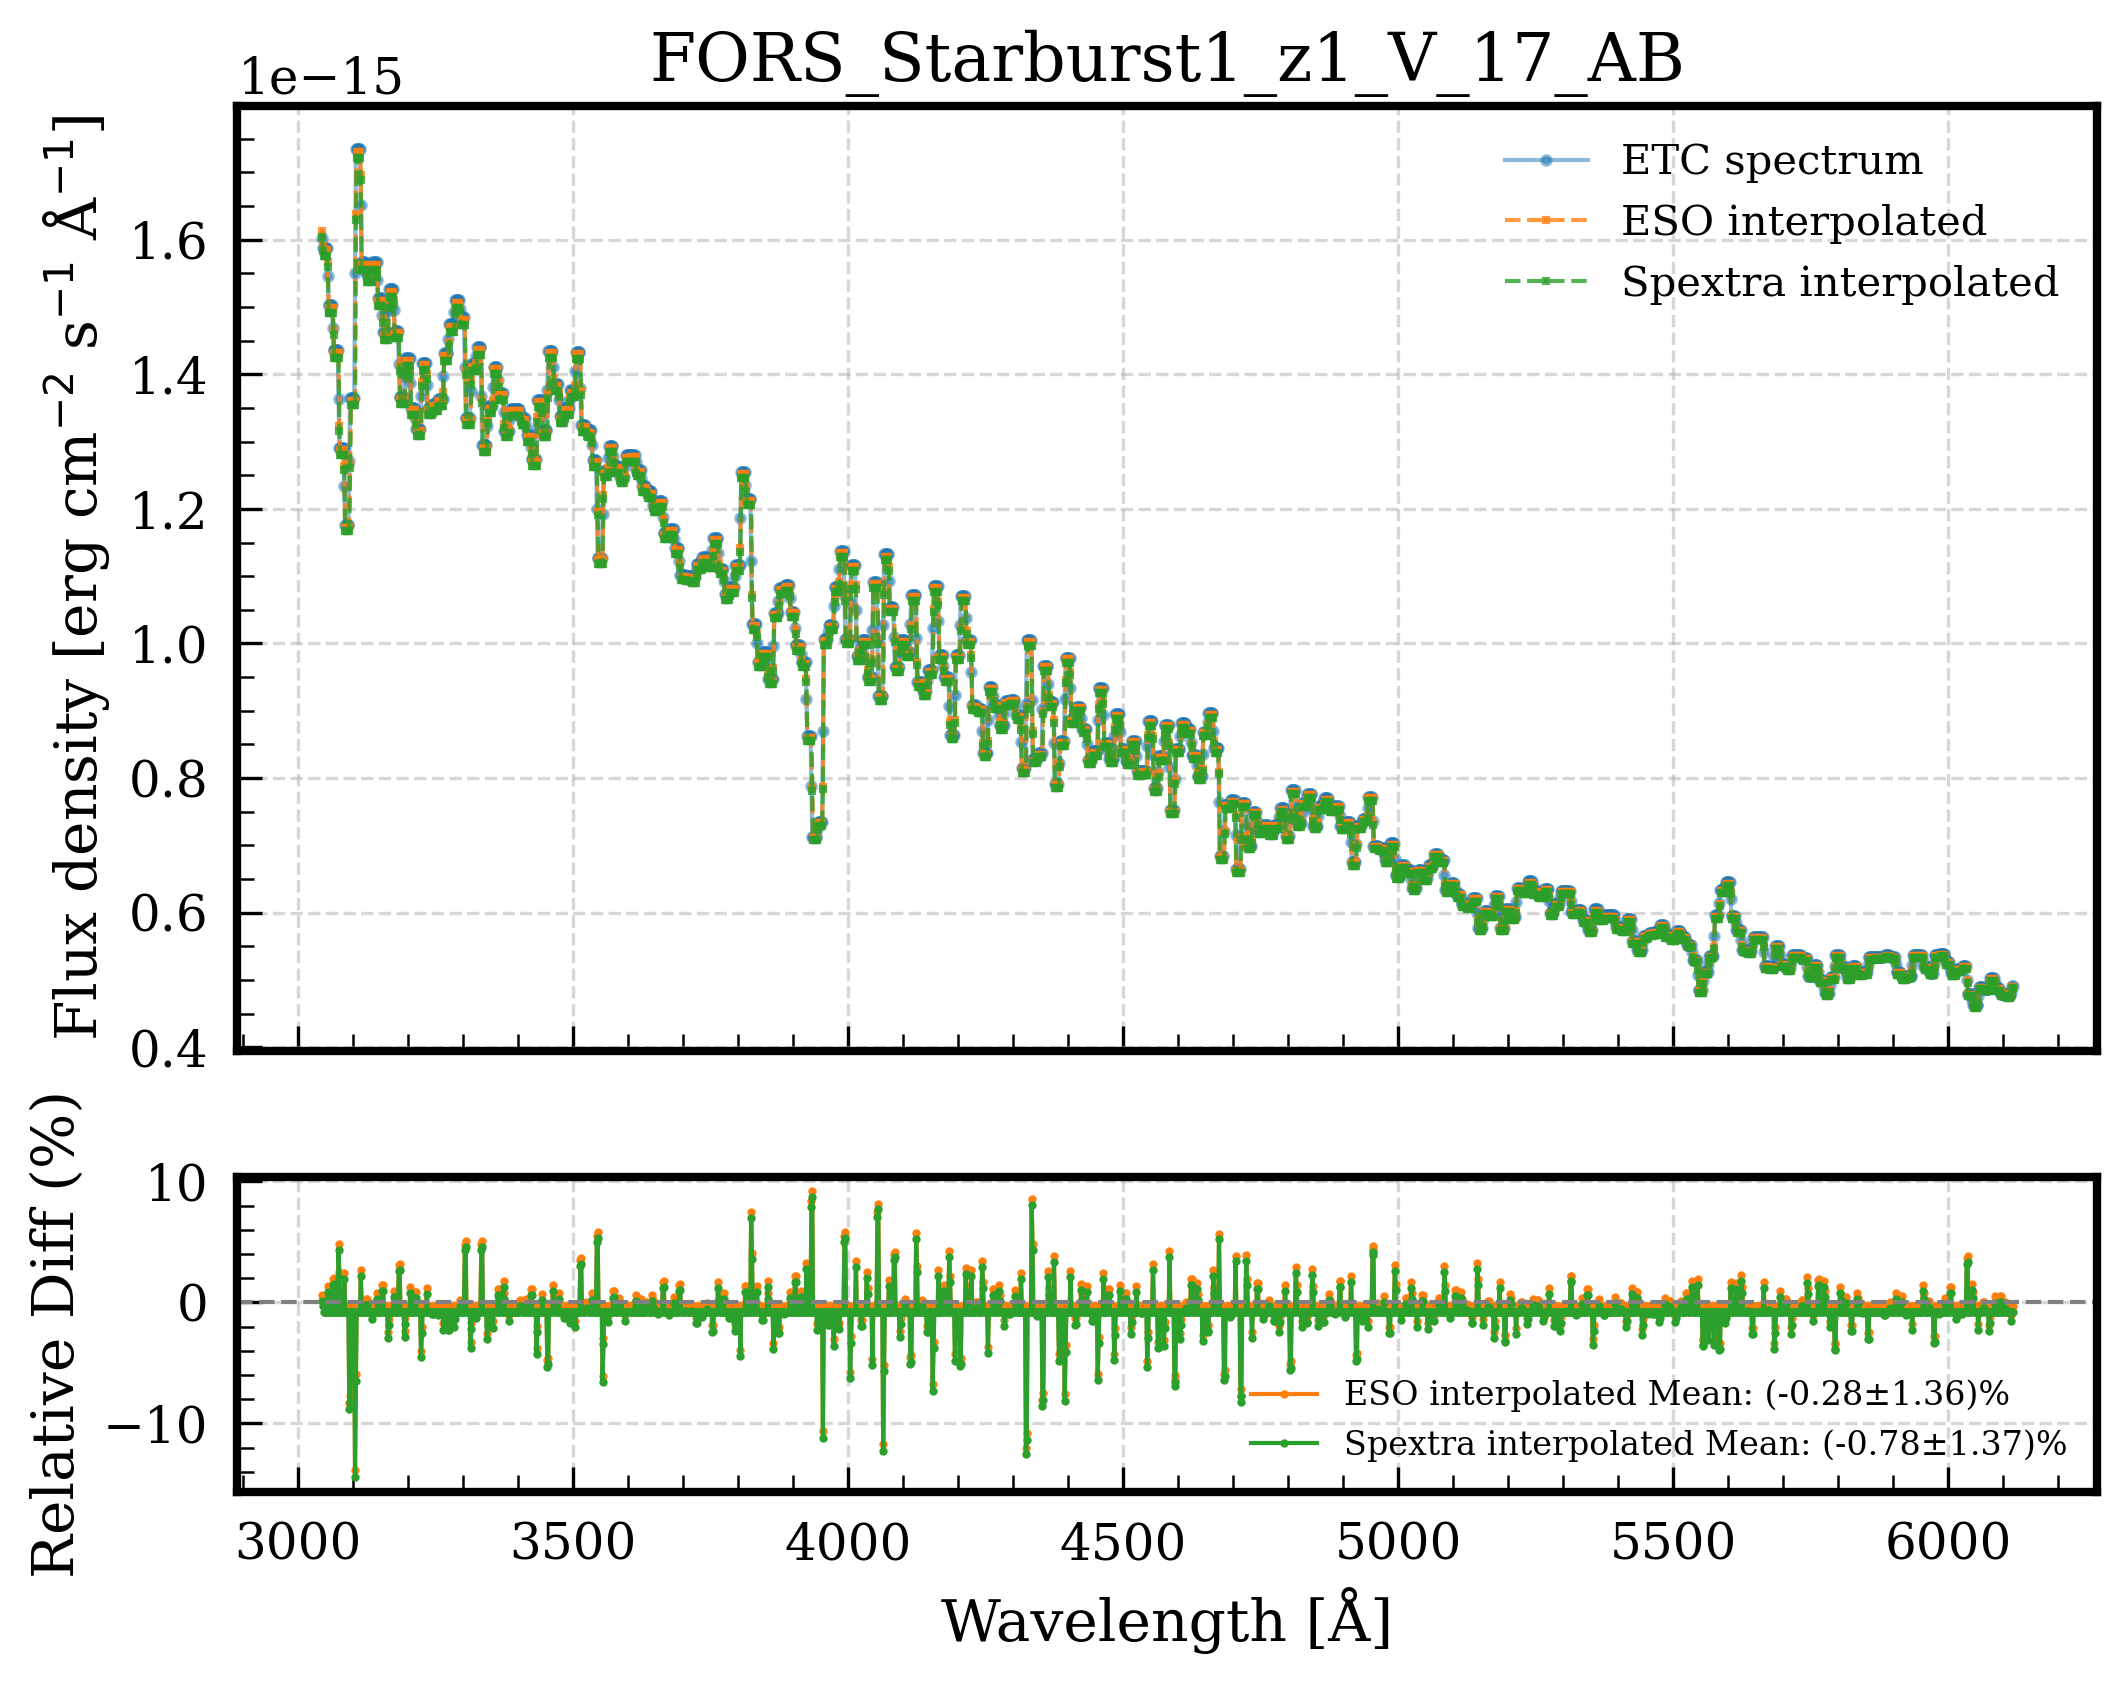 FORS_Starburst1_z1_V_17_AB
1e−15
Flux density [erg cm⁻² s⁻¹ Å⁻¹]
1.6
1.4
1.2
1.0
0.8
0.6
0.4
ETC spectrum
ESO interpolated
Spextra interpolated
Relative Diff (%)
10
0
−10
ESO interpolated Mean: (-0.28±1.36)%
Spextra interpolated Mean: (-0.78±1.37)%
3000 3500 4000 4500 5000 5500 6000
Wavelength [Å]